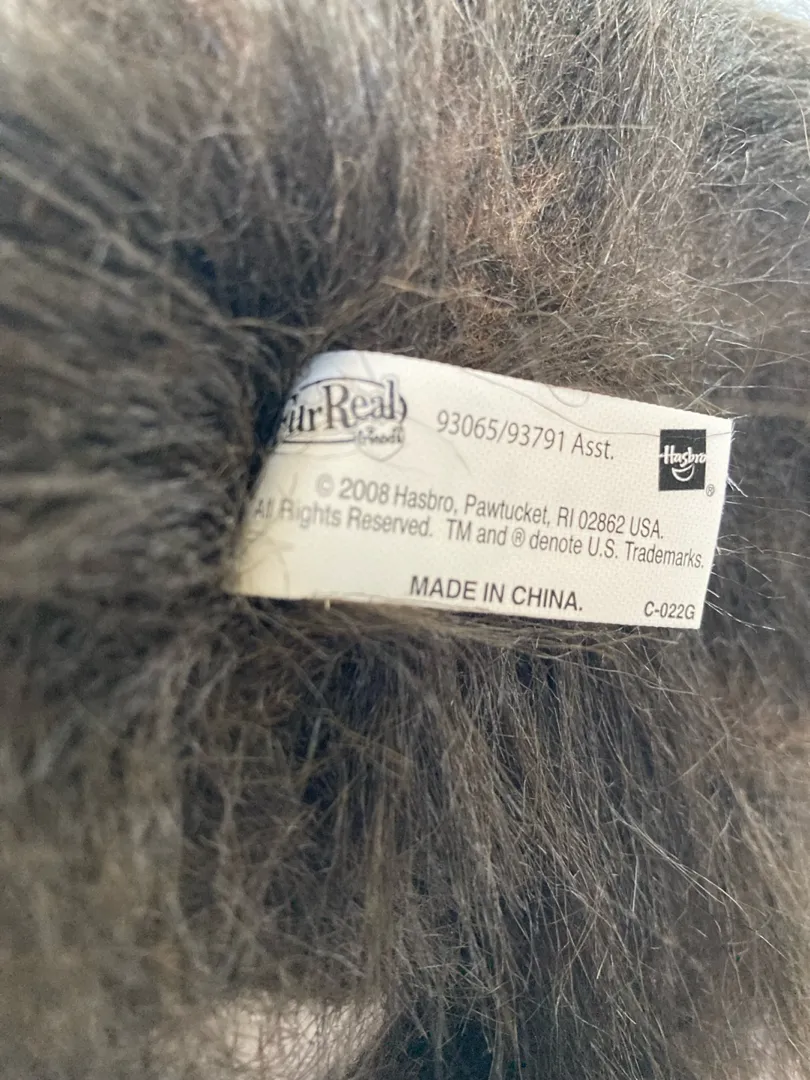 FurReal
friends
93065/93791 Asst.
Hasbro
®
© 2008 Hasbro, Pawtucket, RI 02862 USA.
All Rights Reserved. TM and ® denote U.S. Trademarks.
MADE IN CHINA.
C-022G